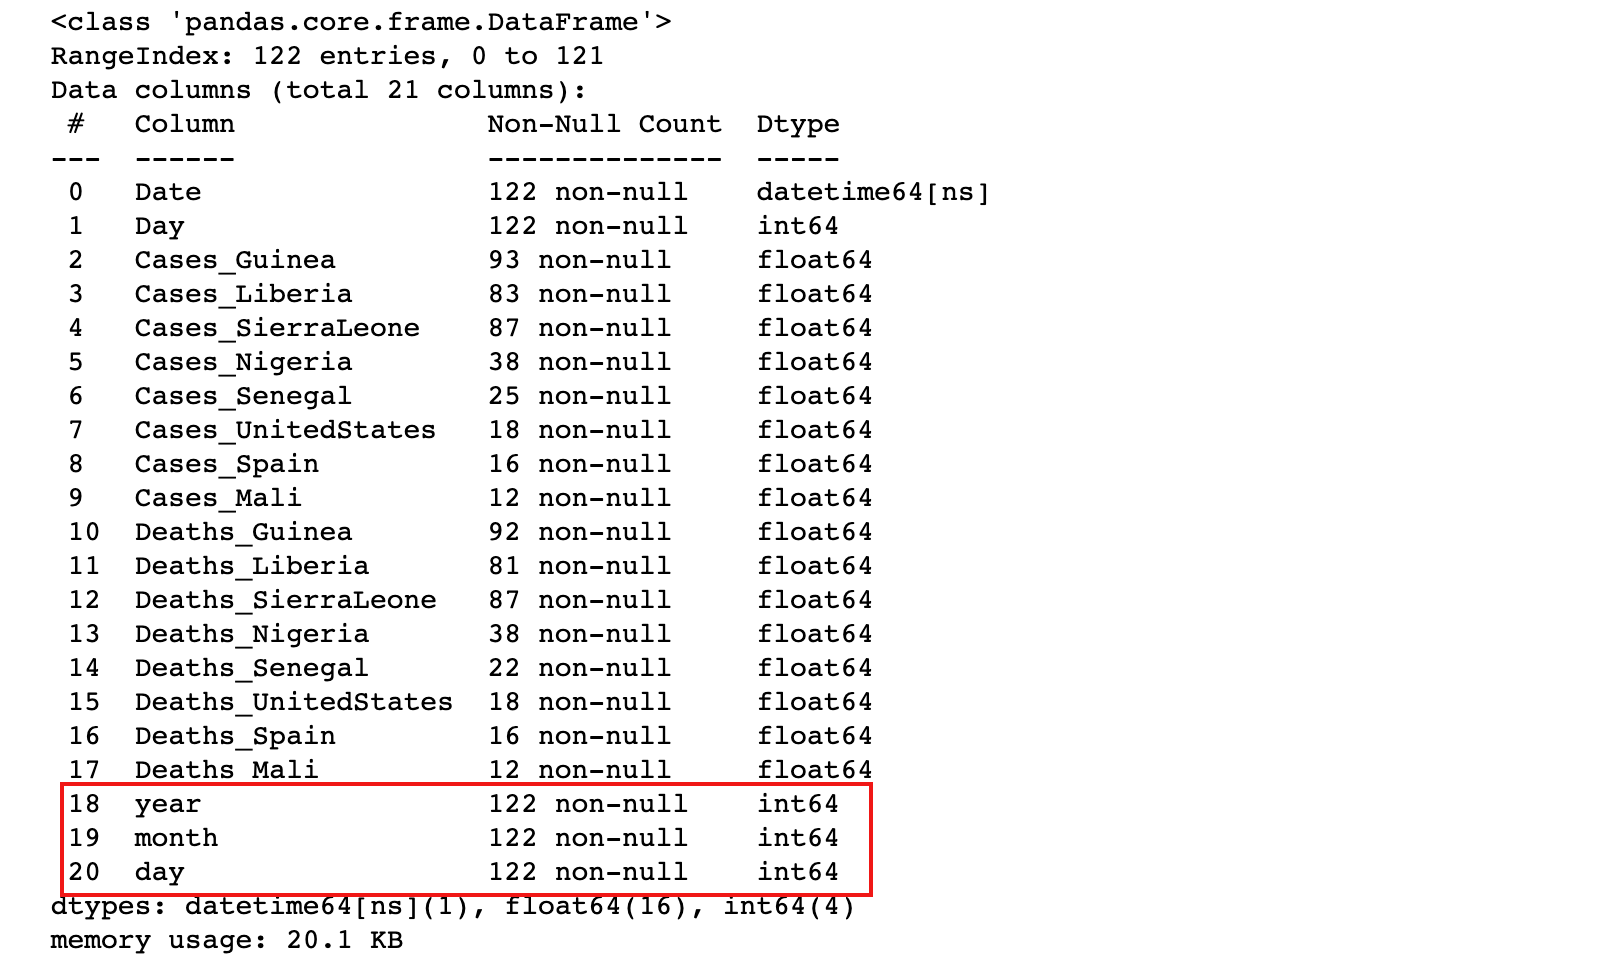 <class 'pandas.core.frame.DataFrame'>
RangeIndex: 122 entries, 0 to 121
Data columns (total 21 columns):
 #   Column               Non-Null Count  Dtype
---  ------               --------------  -----
 0   Date                 122 non-null    datetime64[ns]
 1   Day                  122 non-null    int64
 2   Cases_Guinea         93 non-null     float64
 3   Cases_Liberia        83 non-null     float64
 4   Cases_SierraLeone    87 non-null     float64
 5   Cases_Nigeria        38 non-null     float64
 6   Cases_Senegal        25 non-null     float64
 7   Cases_UnitedStates   18 non-null     float64
 8   Cases_Spain          16 non-null     float64
 9   Cases_Mali           12 non-null     float64
 10  Deaths_Guinea        92 non-null     float64
 11  Deaths_Liberia       81 non-null     float64
 12  Deaths_SierraLeone   87 non-null     float64
 13  Deaths_Nigeria       38 non-null     float64
 14  Deaths_Senegal       22 non-null     float64
 15  Deaths_UnitedStates  18 non-null     float64
 16  Deaths_Spain         16 non-null     float64
 17  Deaths_Mali          12 non-null     float64
 18  year                 122 non-null    int64
 19  month                122 non-null    int64
 20  day                  122 non-null    int64
dtypes: datetime64[ns](1), float64(16), int64(4)
memory usage: 20.1 KB